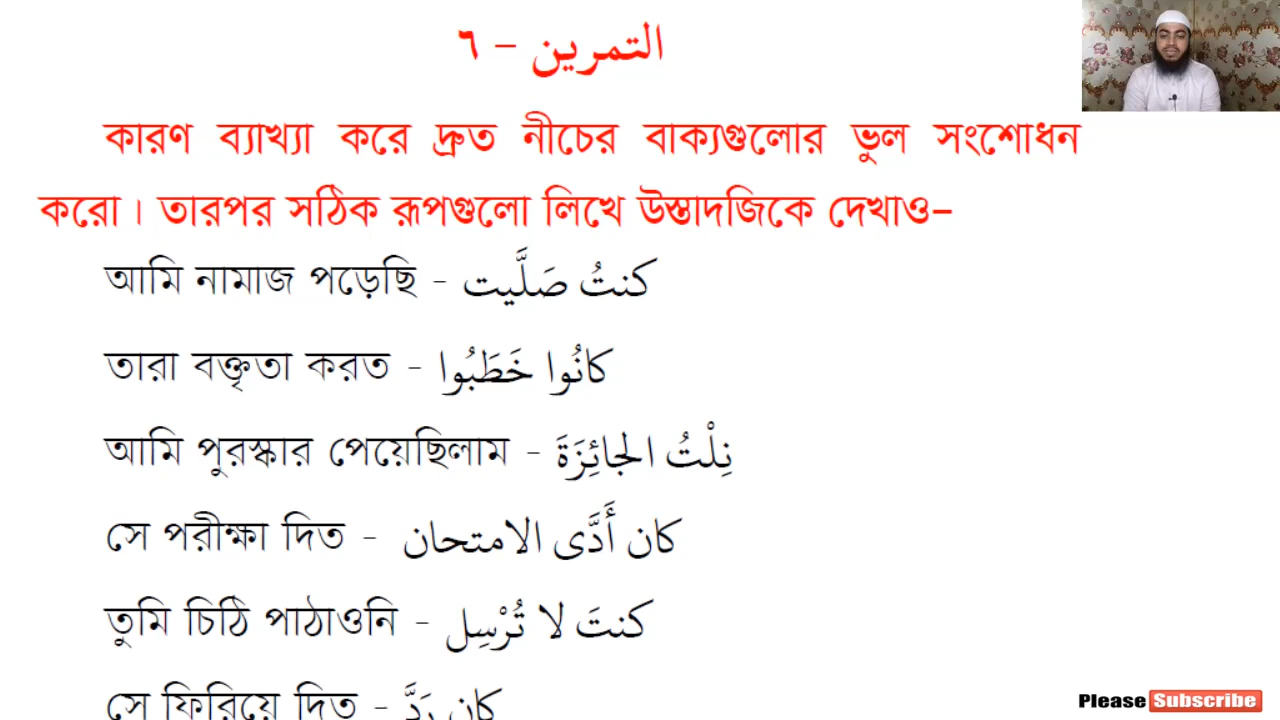 التمرين – ٦
কারণ ব্যাখ্যা করে দ্রুত নীচের বাক্যগুলোর ভুল সংশোধন
করো। তারপর সঠিক রূপগুলো লিখে উস্তাদজিকে দেখাও–
আমি নামাজ পড়েছি - كنتُ صَلَّيت
তারা বক্তৃতা করত - كانُوا خَطَبُوا
আমি পুরস্কার পেয়েছিলাম - نِلْتُ الجائِزَةَ
সে পরীক্ষা দিত - كان أَدَّى الامتحان
তুমি চিঠি পাঠাওনি - كنتَ لا تُرْسِل
সে ফিরিয়ে দিত - كان رَدَّ
Please Subscribe